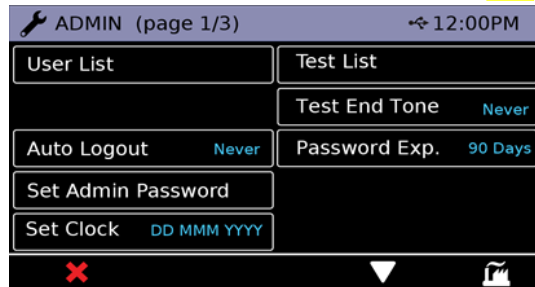 ADMIN (page 1/3) 12:00PM
User List
Test List
Test End Tone Never
Auto Logout Never
Password Exp. 90 Days
Set Admin Password
Set Clock DD MMM YYYY